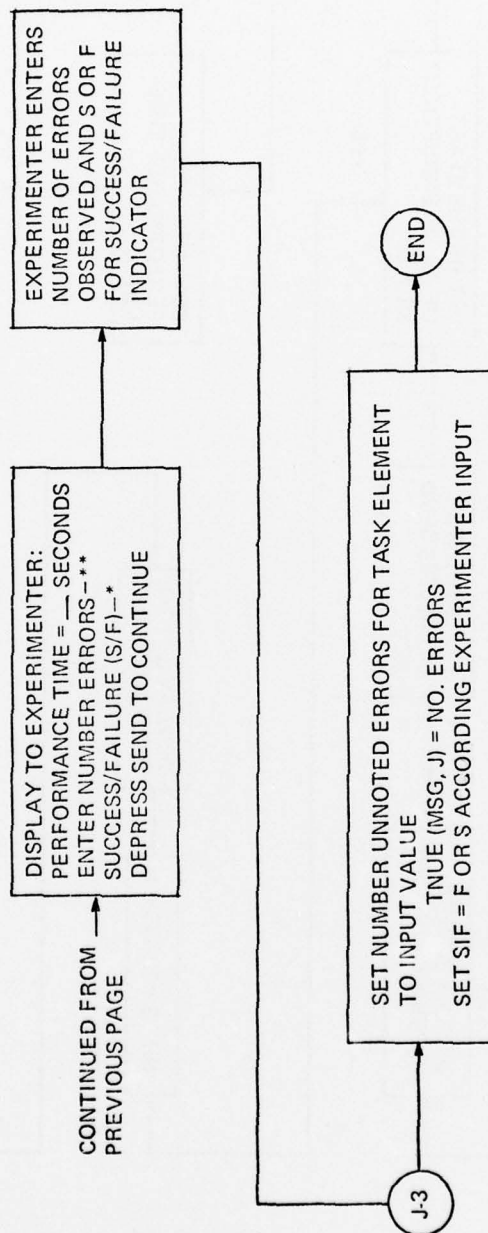 CONTINUED FROM
PREVIOUS PAGE
DISPLAY TO EXPERIMENTER:
PERFORMANCE TIME = __ SECONDS
ENTER NUMBER ERRORS–**
SUCCESS/FAILURE (S/F)–*
DEPRESS SEND TO CONTINUE
EXPERIMENTER ENTERS
NUMBER OF ERRORS
OBSERVED AND S OR F
FOR SUCCESS/FAILURE
INDICATOR
J-3
SET NUMBER UNNOTED ERRORS FOR TASK ELEMENT
TO INPUT VALUE
TNUE (MSG, J) = NO. ERRORS
SET SIF = F OR S ACCORDING EXPERIMENTER INPUT
END